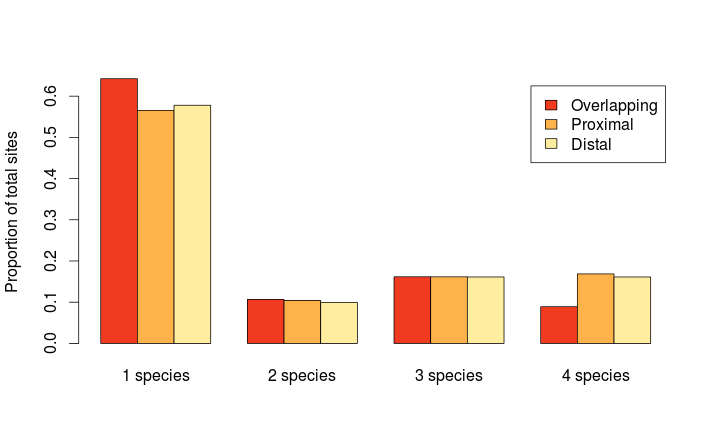 Proportion of total sites
0.6
0.5
0.4
0.3
0.2
0.1
0.0
Overlapping
Proximal
Distal
1 species
2 species
3 species
4 species